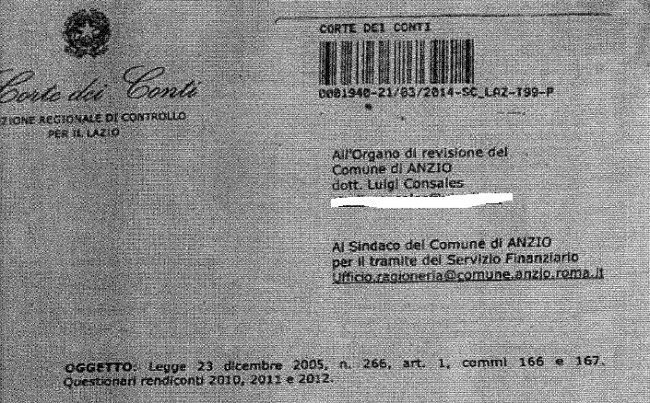 CORTE DEI CONTI
0001940-21/03/2014-SC_LAZ-T99-P
Corte dei Conti
ZIONE REGIONALE DI CONTROLLO
PER IL LAZIO
All'Organo di revisione del
Comune di ANZIO
dott. Luigi Consales
Al Sindaco del Comune di ANZIO
per il tramite del Servizio Finanziario
Ufficio.ragioneria@comune.anzio.roma.it
OGGETTO: Legge 23 dicembre 2005, n. 266, art. 1, commi 166 e 167.
Questionari rendiconti 2010, 2011 e 2012.